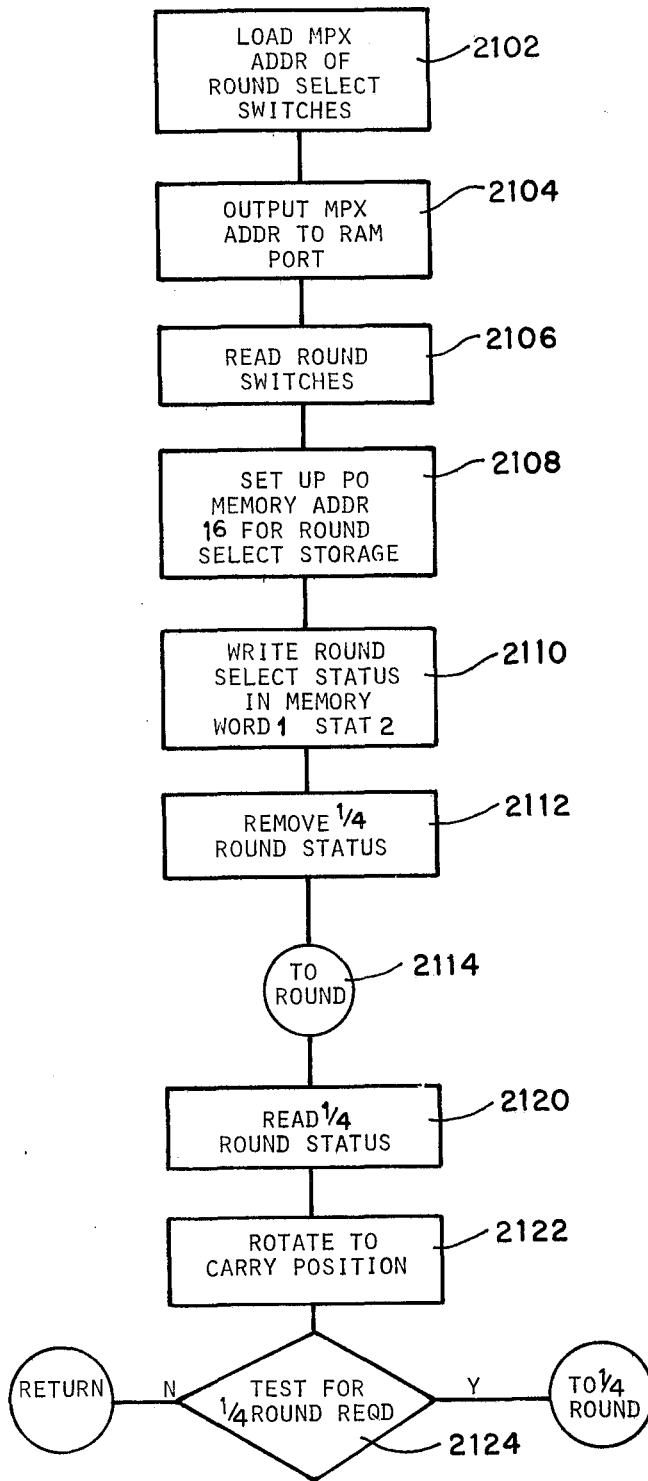 LOAD MPX
ADDR OF
ROUND SELECT
SWITCHES
2102
OUTPUT MPX
ADDR TO RAM
PORT
2104
READ ROUND
SWITCHES
2106
SET UP PO
MEMORY ADDR
16 FOR ROUND
SELECT STORAGE
2108
WRITE ROUND
SELECT STATUS
IN MEMORY
WORD 1 STAT 2
2110
REMOVE 1/4
ROUND STATUS
2112
TO
ROUND
2114
READ 1/4
ROUND STATUS
2120
ROTATE TO
CARRY POSITION
2122
RETURN
N
TEST FOR
1/4 ROUND REQD
2124
Y
TO 1/4
ROUND